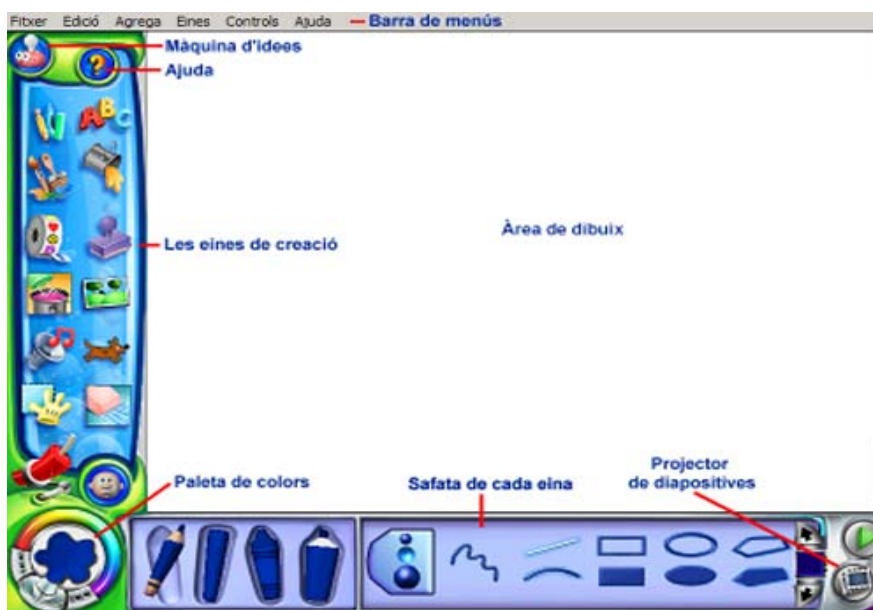 Fitxer Edició Agrega Eines Controls Ajuda Barra de menús
Màquina d'idees
Ajuda
ABC
Àrea de dibuix
Les eines de creació
Paleta de colors
Safata de cada eina
Projector
de diapositives